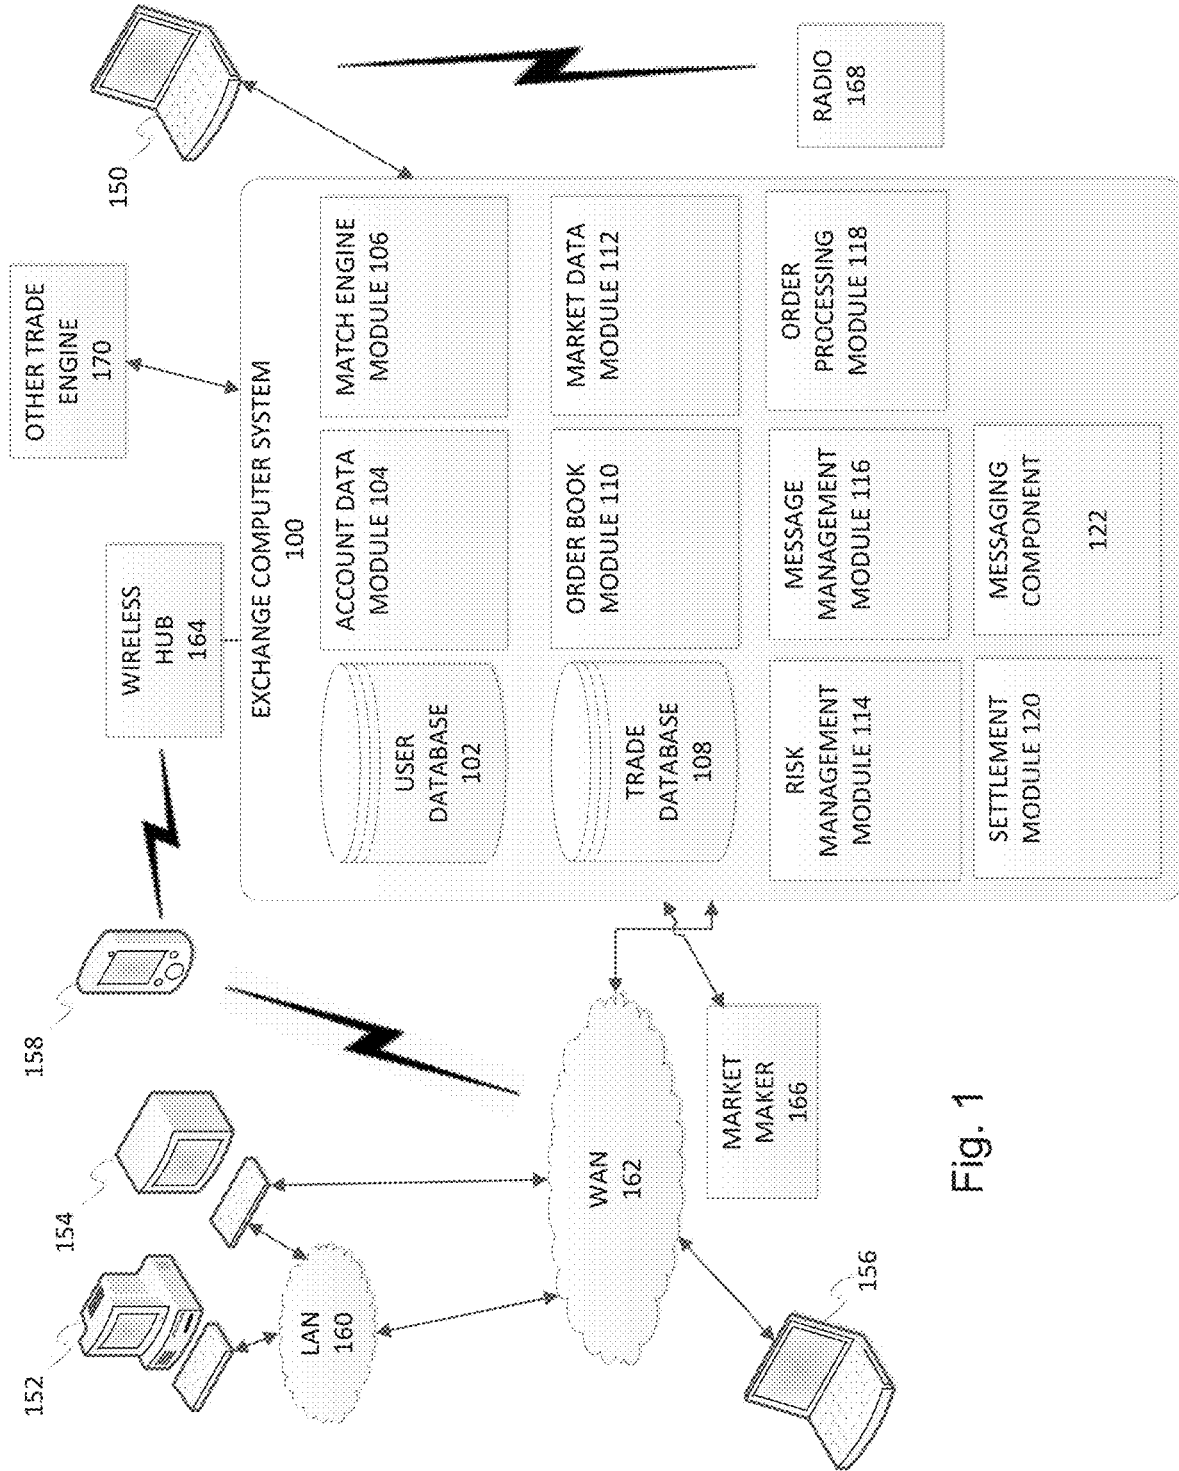 152
154
158
LAN
160
WAN
162
156
MARKET
MAKER
166
WIRELESS
HUB
164
OTHER TRADE
ENGINE
170
150
EXCHANGE COMPUTER SYSTEM
100
USER
DATABASE
102
ACCOUNT DATA
MODULE 104
MATCH ENGINE
MODULE 106
TRADE
DATABASE
108
ORDER BOOK
MODULE 110
MARKET DATA
MODULE 112
RISK
MANAGEMENT
MODULE 114
MESSAGE
MANAGEMENT
MODULE 116
ORDER
PROCESSING
MODULE 118
SETTLEMENT
MODULE 120
MESSAGING
COMPONENT
122
RADIO
168
Fig. 1